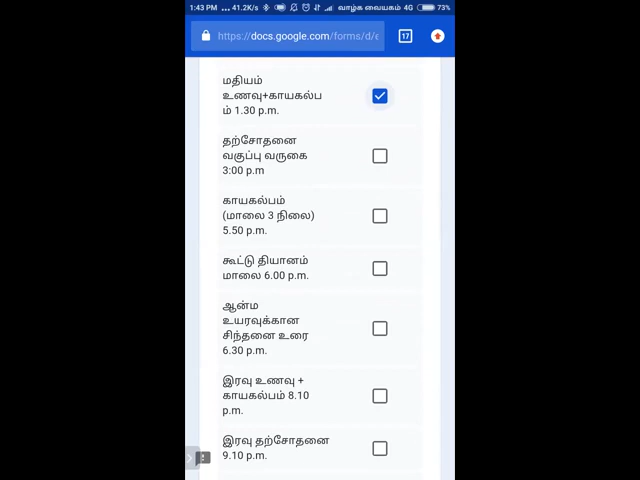 1:43 PM ... 41.2K/s வாழ்க வையகம் 4G 73%
https://docs.google.com/forms/d/e
17
மதியம்
உணவு+காயகல்ப
ம் 1.30 p.m.
தற்சோதனை
வகுப்பு வருகை
3:00 p.m
காயகல்பம்
(மாலை 3 நிலை)
5.50 p.m.
கூட்டு தியானம்
மாலை 6.00 p.m.
ஆன்ம
உயரவுக்கான
சிந்தனை உரை
6.30 p.m.
இரவு உணவு +
காயகல்பம் 8.10
p.m.
இரவு தற்சோதனை
9.10 p.m.